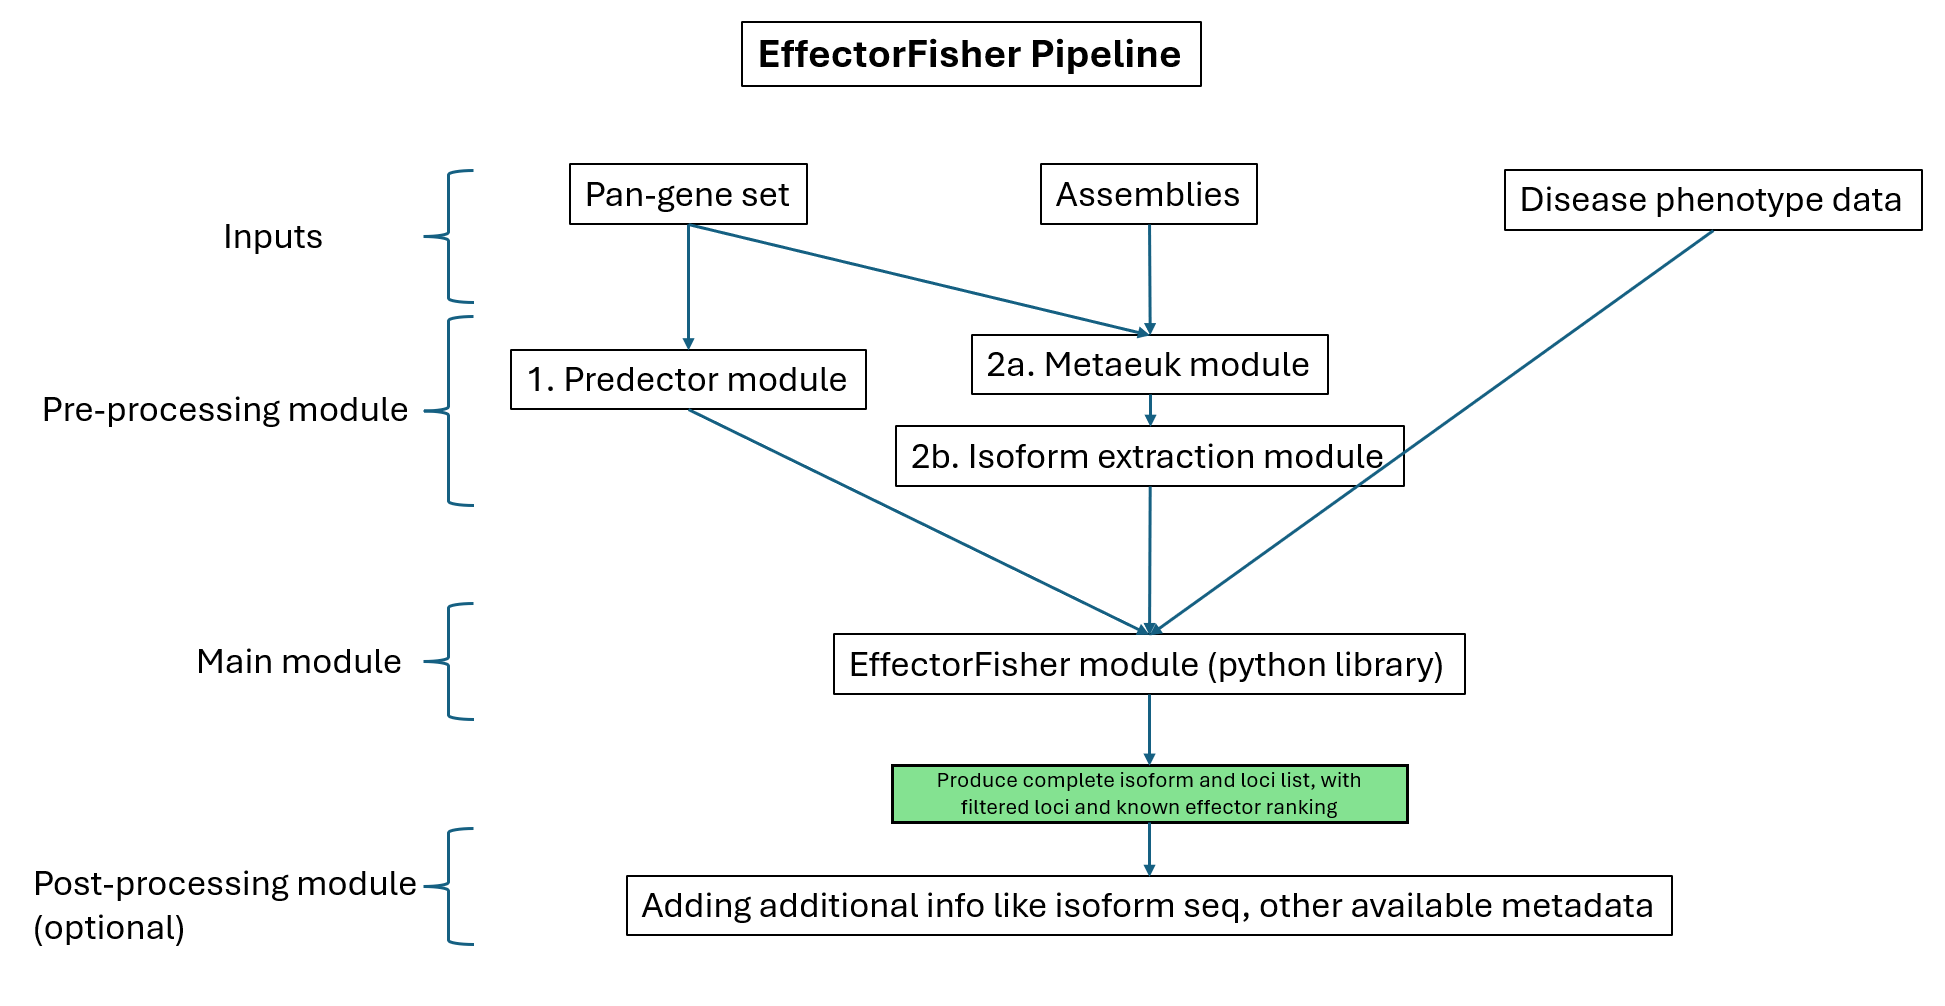 EffectorFisher Pipeline
Inputs
Pan-gene set
Assemblies
Disease phenotype data
Pre-processing module
1. Predector module
2a. Metaeuk module
2b. Isoform extraction module
Main module
EffectorFisher module (python library)
Produce complete isoform and loci list, with
filtered loci and known effector ranking
Post-processing module
(optional)
Adding additional info like isoform seq, other available metadata